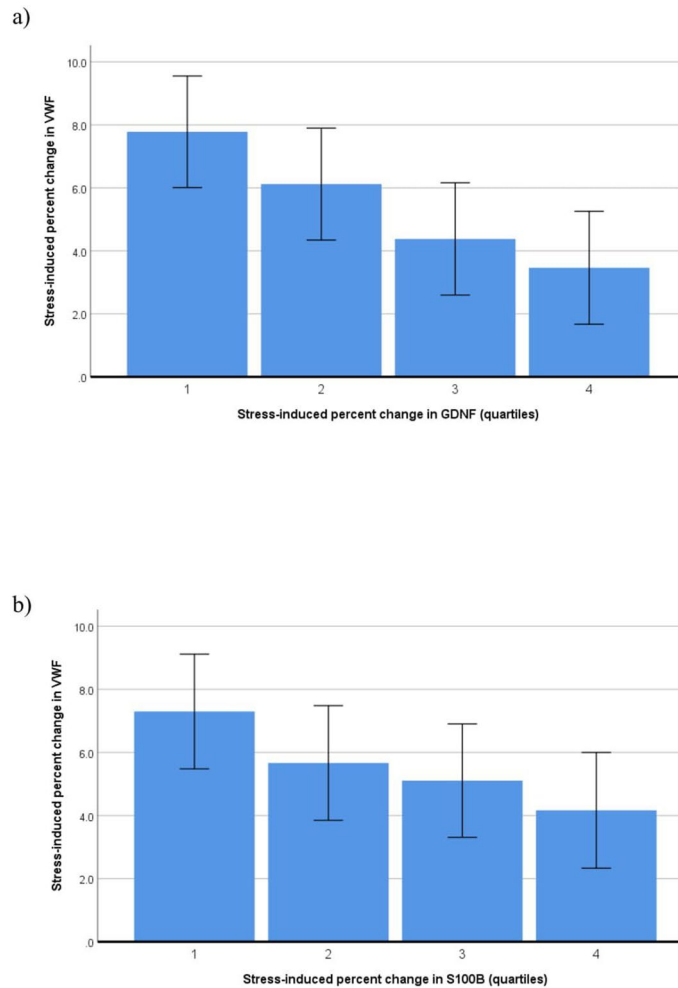 a)
Stress-induced percent change in VWF
10.0
8.0
6.0
4.0
2.0
.0
1 2 3 4
Stress-induced percent change in GDNF (quartiles)
b)
Stress-induced percent change in VWF
10.0
8.0
6.0
4.0
2.0
.0
1 2 3 4
Stress-induced percent change in S100B (quartiles)